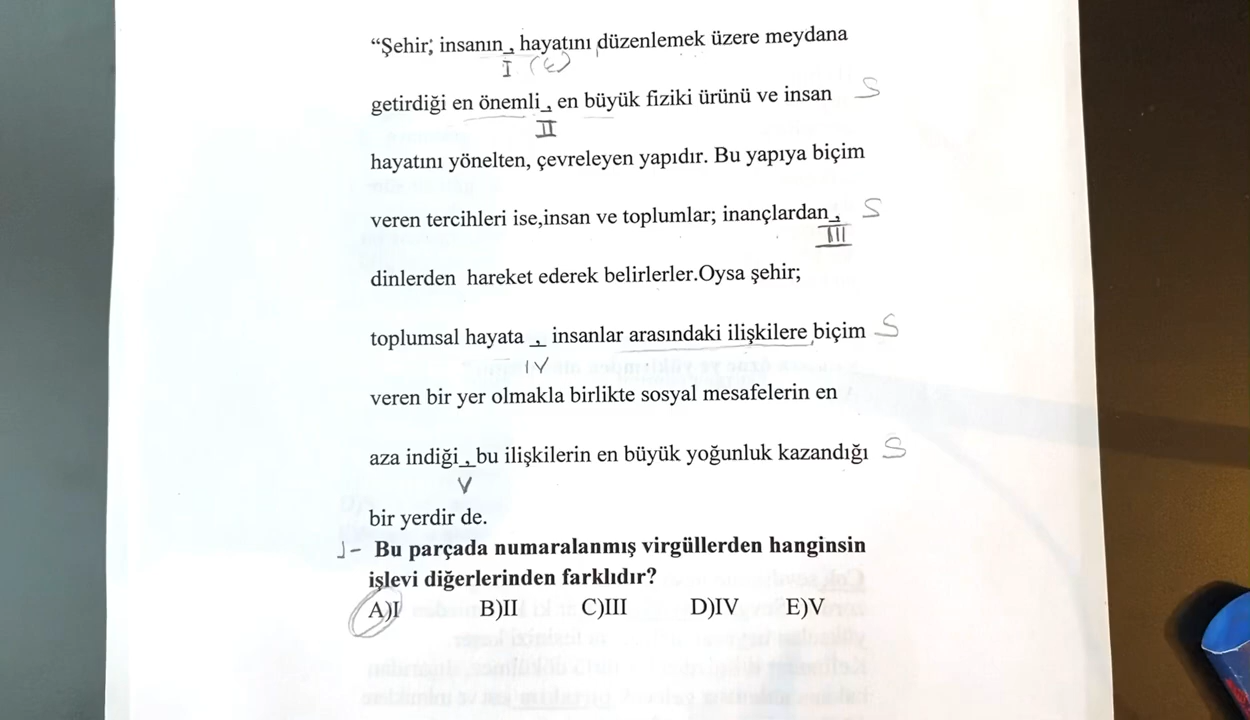 “Şehir; insanın , hayatını düzenlemek üzere meydana
I (E)
getirdiği en önemli , en büyük fiziki ürünü ve insan S
II
hayatını yönelten, çevreleyen yapıdır. Bu yapıya biçim
veren tercihleri ise,insan ve toplumlar; inançlardan , S
III
dinlerden hareket ederek belirlerler.Oysa şehir;
toplumsal hayata , insanlar arasındaki ilişkilere biçim S
IV
veren bir yer olmakla birlikte sosyal mesafelerin en
aza indiği , bu ilişkilerin en büyük yoğunluk kazandığı S
V
bir yerdir de.
1- Bu parçada numaralanmış virgüllerden hanginsin
işlevi diğerlerinden farklıdır?
A)I B)II C)III D)IV E)V